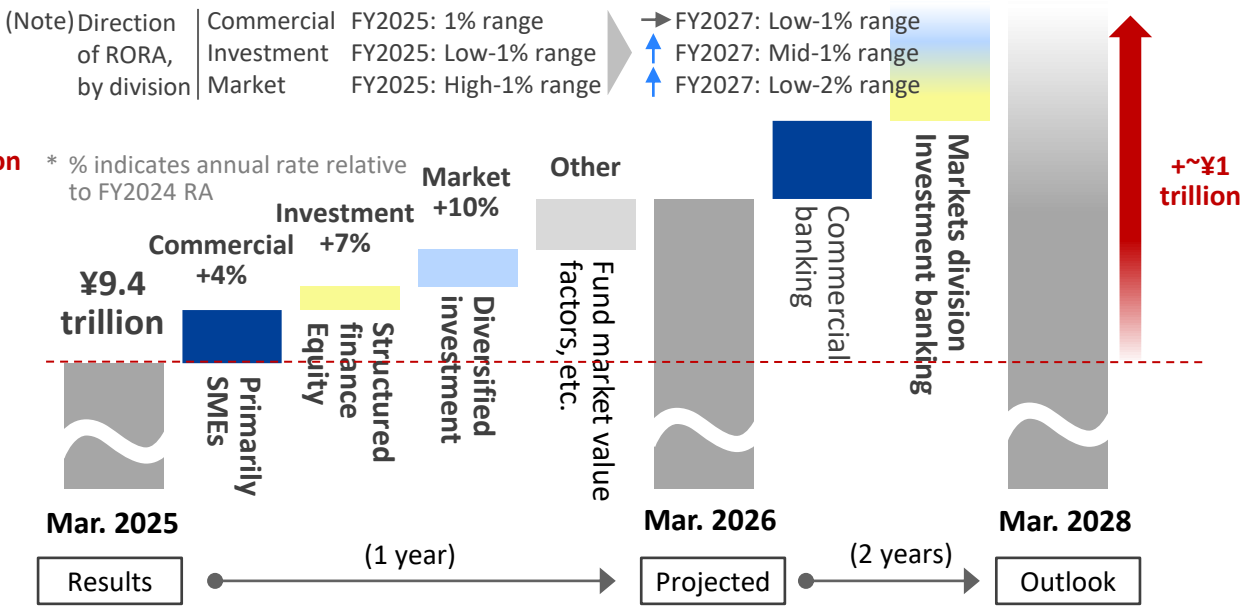 (Note) Direction of RORA, by division
Commercial FY2025: 1% range → FY2027: Low-1% range
Investment FY2025: Low-1% range ↑ FY2027: Mid-1% range
Market FY2025: High-1% range ↑ FY2027: Low-2% range
on
* % indicates annual rate relative
to FY2024 RA
¥9.4
trillion
Commercial
+4%
Primarily
SMEs
Investment
+7%
Structured
finance
Equity
Market
+10%
Diversified
investment
Other
Fund market value
factors, etc.
Commercial
banking
Markets division
Investment banking
+~¥1
trillion
Mar. 2025
Mar. 2026
Mar. 2028
Results
(1 year)
Projected
(2 years)
Outlook